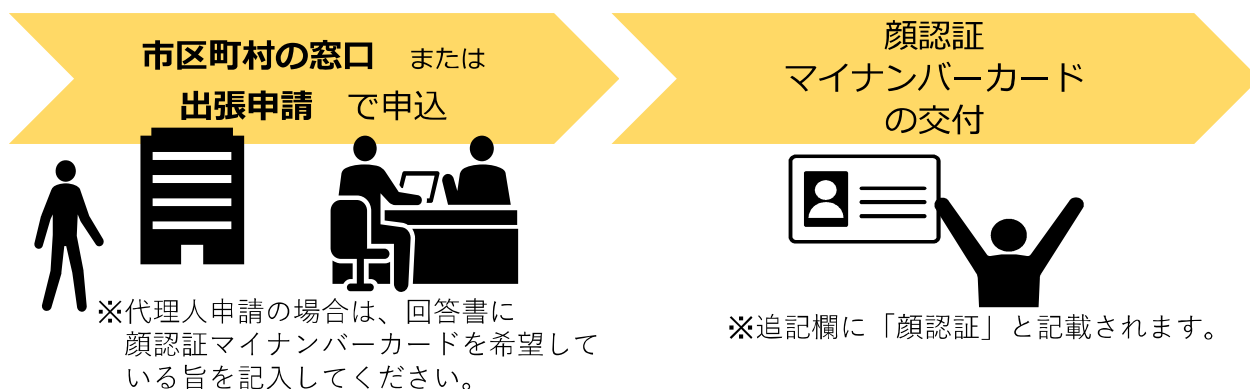 市区町村の窓口 または
出張申請 で申込
※代理人申請の場合は、回答書に
顔認証マイナンバーカードを希望して
いる旨を記入してください。
顔認証
マイナンバーカード
の交付
※追記欄に「顔認証」と記載されます。